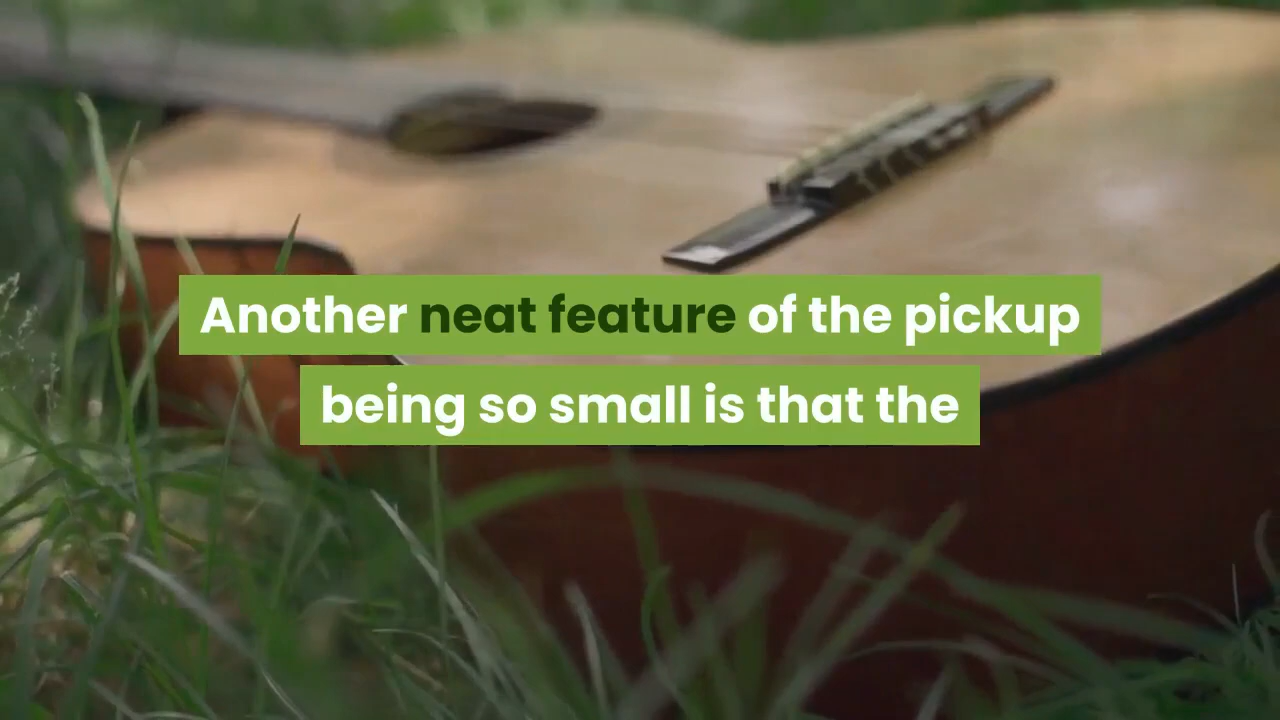 Another neat feature of the pickup
being so small is that the